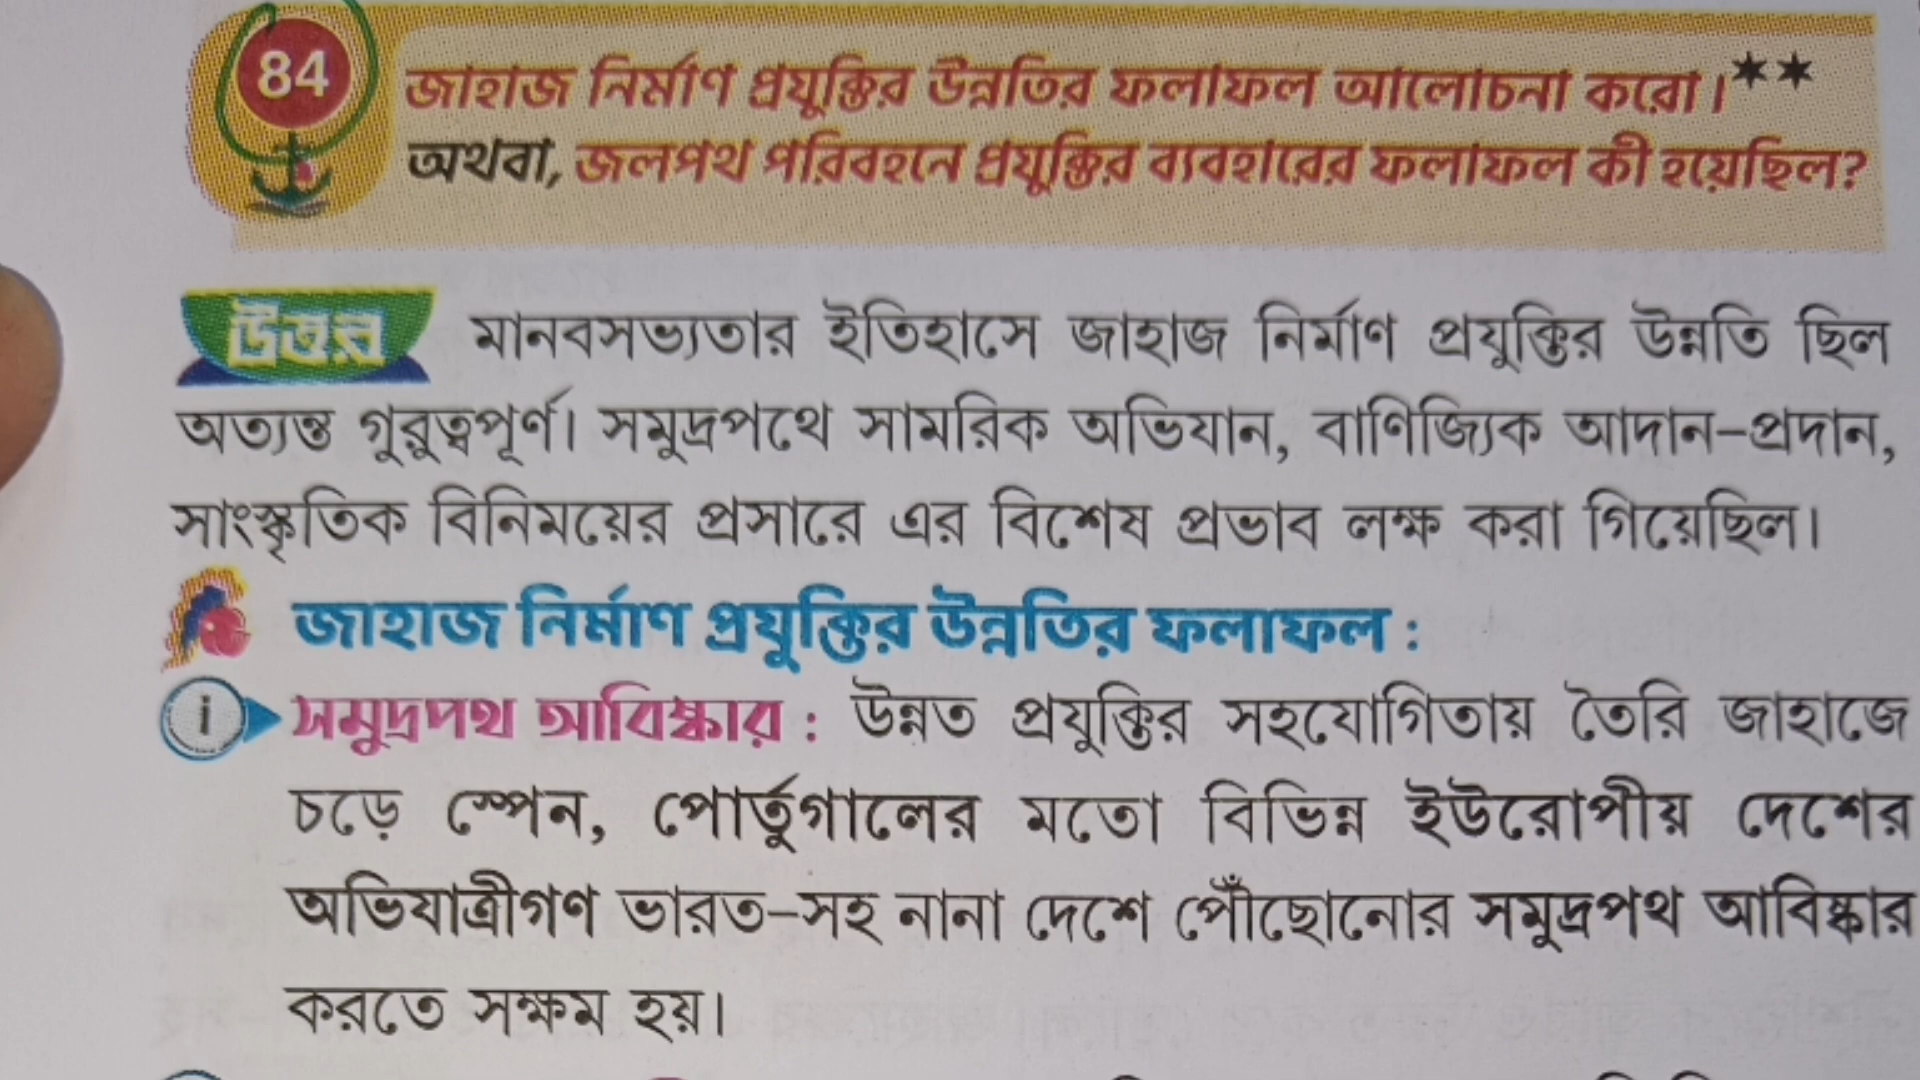 84
জাহাজ নির্মাণ প্রযুক্তির উন্নতির ফলাফল আলোচনা করো।★★
অথবা, জলপথ পরিবহনে প্রযুক্তির ব্যবহারের ফলাফল কী হয়েছিল?
উত্তর মানবসভ্যতার ইতিহাসে জাহাজ নির্মাণ প্রযুক্তির উন্নতি ছিল
অত্যন্ত গুরুত্বপূর্ণ। সমুদ্রপথে সামরিক অভিযান, বাণিজ্যিক আদান-প্রদান,
সাংস্কৃতিক বিনিময়ের প্রসারে এর বিশেষ প্রভাব লক্ষ করা গিয়েছিল।
জাহাজ নির্মাণ প্রযুক্তির উন্নতির ফলাফল :
i সমুদ্রপথ আবিষ্কার : উন্নত প্রযুক্তির সহযোগিতায় তৈরি জাহাজে
চড়ে স্পেন, পোর্তুগালের মতো বিভিন্ন ইউরোপীয় দেশের
অভিযাত্রীগণ ভারত-সহ নানা দেশে পৌঁছোনোর সমুদ্রপথ আবিষ্কার
করতে সক্ষম হয়।